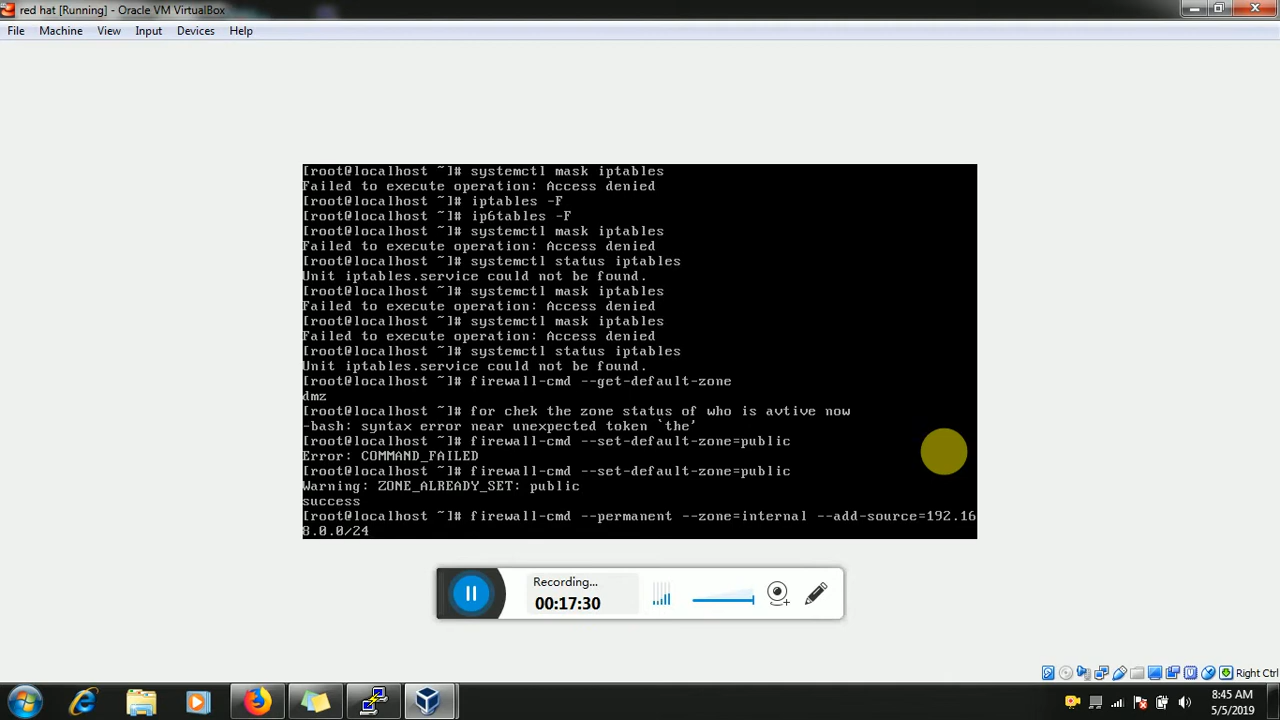 red hat [Running] - Oracle VM VirtualBox
File Machine View Input Devices Help
[root@localhost ~]# systemctl mask iptables
Failed to execute operation: Access denied
[root@localhost ~]# iptables -F
[root@localhost ~]# ip6tables -F
[root@localhost ~]# systemctl mask iptables
Failed to execute operation: Access denied
[root@localhost ~]# systemctl status iptables
Unit iptables.service could not be found.
[root@localhost ~]# systemctl mask iptables
Failed to execute operation: Access denied
[root@localhost ~]# systemctl mask iptables
Failed to execute operation: Access denied
[root@localhost ~]# systemctl status iptables
Unit iptables.service could not be found.
[root@localhost ~]# firewall-cmd --get-default-zone
dmz
[root@localhost ~]# for chek the zone status of who is avtive now
-bash: syntax error near unexpected token `the'
[root@localhost ~]# firewall-cmd --set-default-zone=public
Error: COMMAND_FAILED
[root@localhost ~]# firewall-cmd --set-default-zone=public
Warning: ZONE_ALREADY_SET: public
success
[root@localhost ~]# firewall-cmd --permanent --zone=internal --add-source=192.16
8.0.0/24
Recording...
00:17:30
Right Ctrl
8:45 AM
5/5/2019